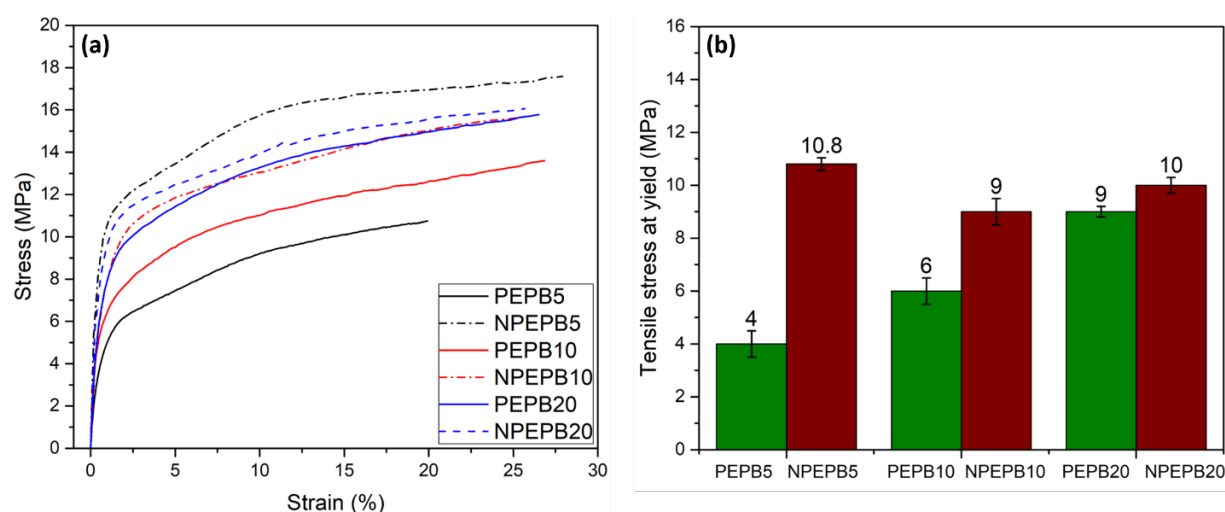 (a)
Stress (MPa)
20
18
16
14
12
10
8
6
4
2
0
0 5 10 15 20 25 30
Strain (%)
PEPB5
NPEPB5
PEPB10
NPEPB10
PEPB20
NPEPB20
(b)
Tensile stress at yield (MPa)
16
14
12
10
8
6
4
2
0
4
10.8
6
9
9
10
PEPB5 NPEPB5 PEPB10 NPEPB10 PEPB20 NPEPB20